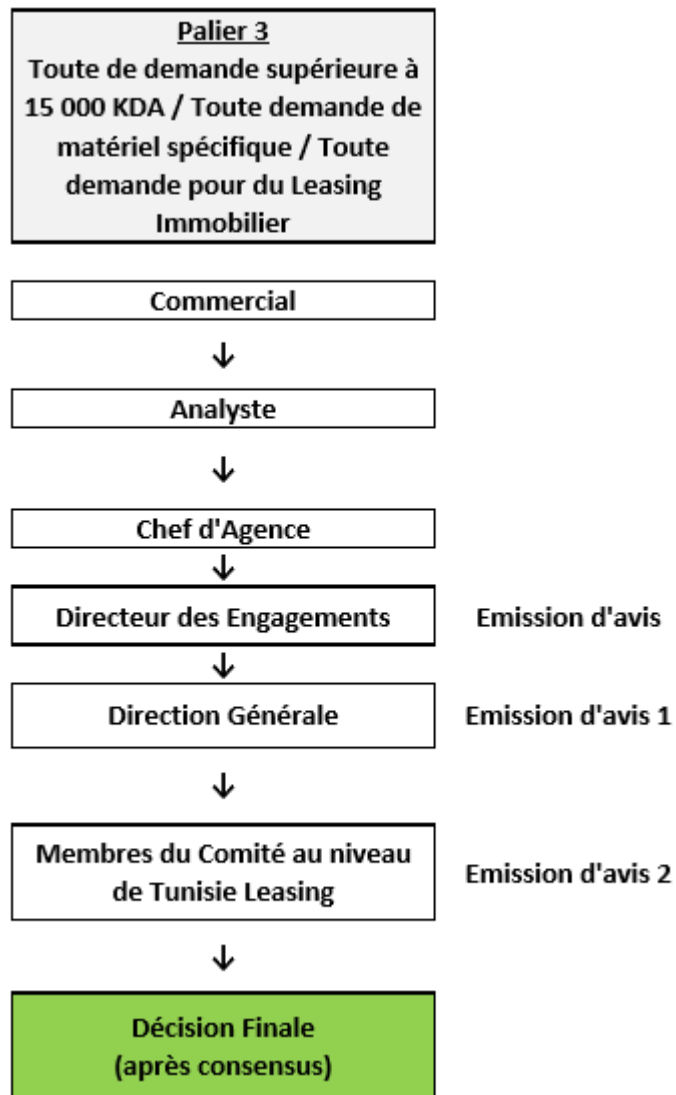 Palier 3
Toute de demande supérieure à
15 000 KDA / Toute demande de
matériel spécifique / Toute
demande pour du Leasing
Immobilier
Commercial
↓
Analyste
↓
Chef d'Agence
↓
Directeur des Engagements
Emission d'avis
↓
Direction Générale
Emission d'avis 1
↓
Membres du Comité au niveau
de Tunisie Leasing
Emission d'avis 2
↓
Décision Finale
(après consensus)